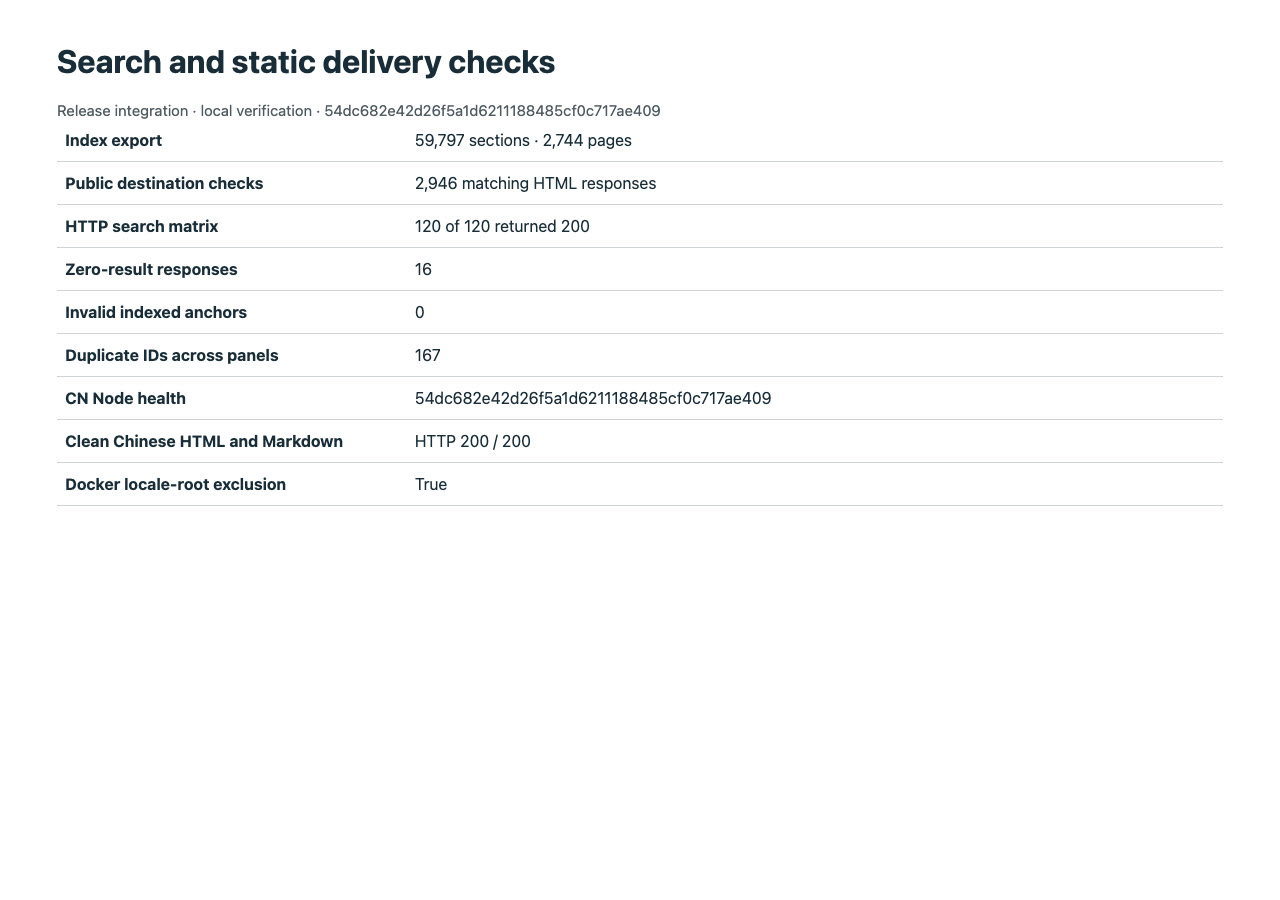 Search and static delivery checks
Release integration · local verification · 54dc682e42d26f5a1d6211188485cf0c717ae409
Index export 59,797 sections · 2,744 pages
Public destination checks 2,946 matching HTML responses
HTTP search matrix 120 of 120 returned 200
Zero-result responses 16
Invalid indexed anchors 0
Duplicate IDs across panels 167
CN Node health 54dc682e42d26f5a1d6211188485cf0c717ae409
Clean Chinese HTML and Markdown HTTP 200 / 200
Docker locale-root exclusion True